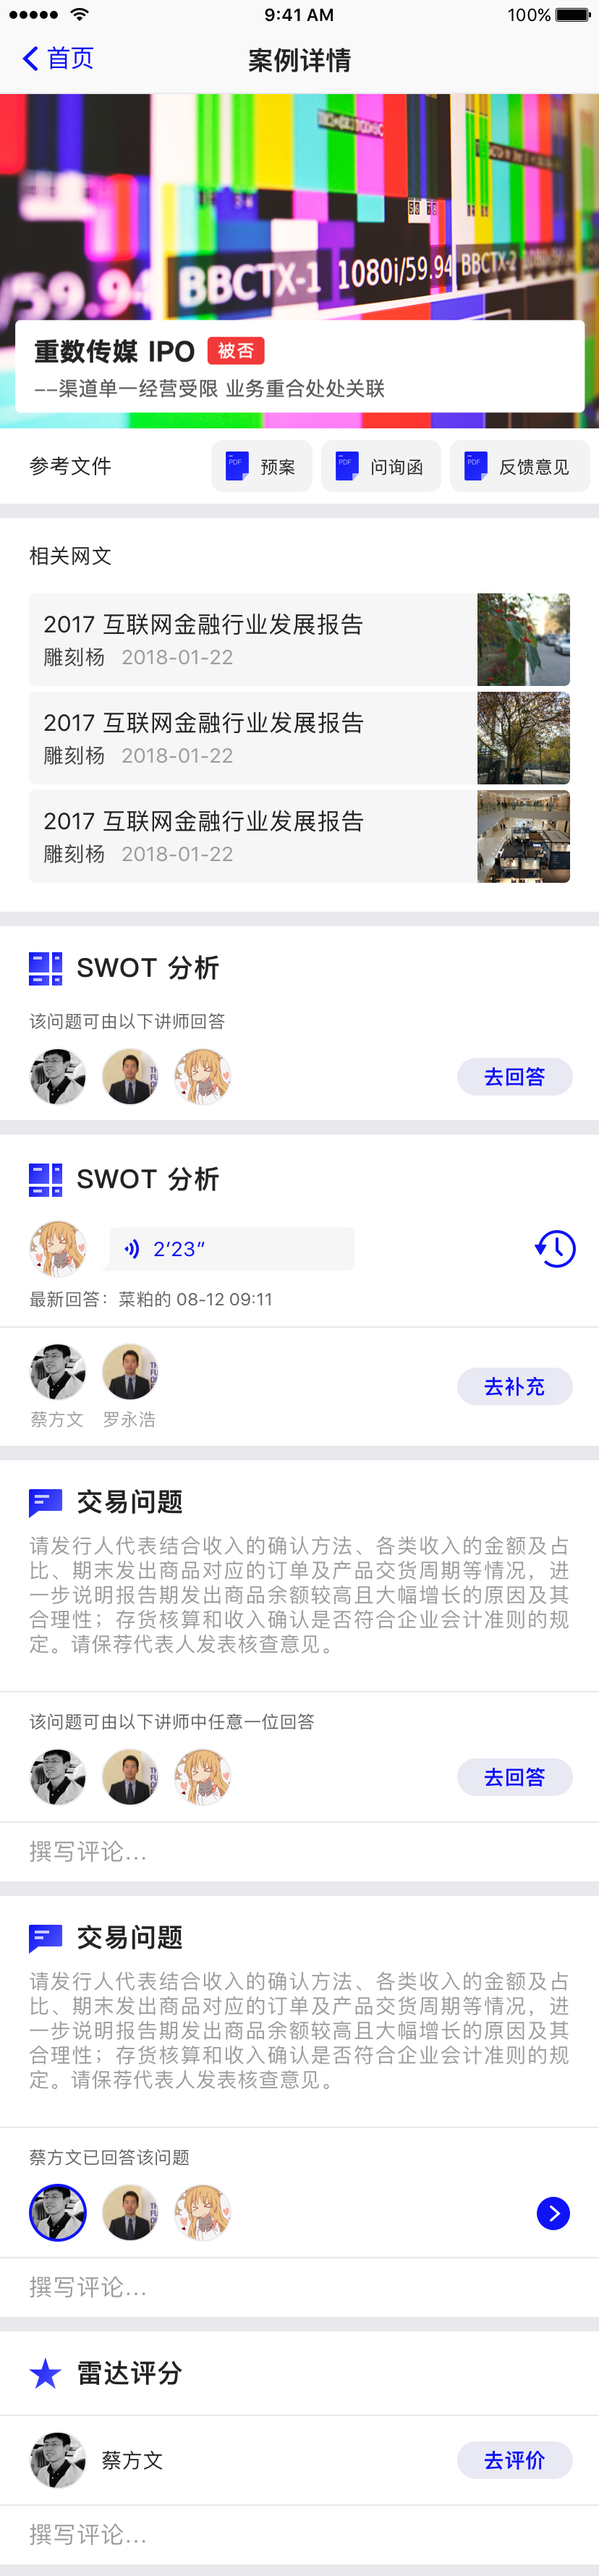 9:41 AM
100%
首页
案例详情
59.94
/59.94
BBCTX-1
1080i/59.94
BBCTX-2
重数传媒 IPO
被否
--渠道单一经营受限 业务重合处处关联
参考文件
PDF
预案
PDF
问询函
PDF
反馈意见
相关网文
2017 互联网金融行业发展报告
雕刻杨 2018-01-22
2017 互联网金融行业发展报告
雕刻杨 2018-01-22
2017 互联网金融行业发展报告
雕刻杨 2018-01-22
SWOT 分析
该问题可由以下讲师回答
去回答
SWOT 分析
2‘23“
最新回答：菜粕的 08-12 09:11
蔡方文
罗永浩
去补充
交易问题
请发行人代表结合收入的确认方法、各类收入的金额及占
比、期末发出商品对应的订单及产品交货周期等情况，进
一步说明报告期发出商品余额较高且大幅增长的原因及其
合理性；存货核算和收入确认是否符合企业会计准则的规
定。请保荐代表人发表核查意见。
该问题可由以下讲师中任意一位回答
去回答
撰写评论...
交易问题
请发行人代表结合收入的确认方法、各类收入的金额及占
比、期末发出商品对应的订单及产品交货周期等情况，进
一步说明报告期发出商品余额较高且大幅增长的原因及其
合理性；存货核算和收入确认是否符合企业会计准则的规
定。请保荐代表人发表核查意见。
蔡方文已回答该问题
撰写评论...
雷达评分
蔡方文
去评价
撰写评论...